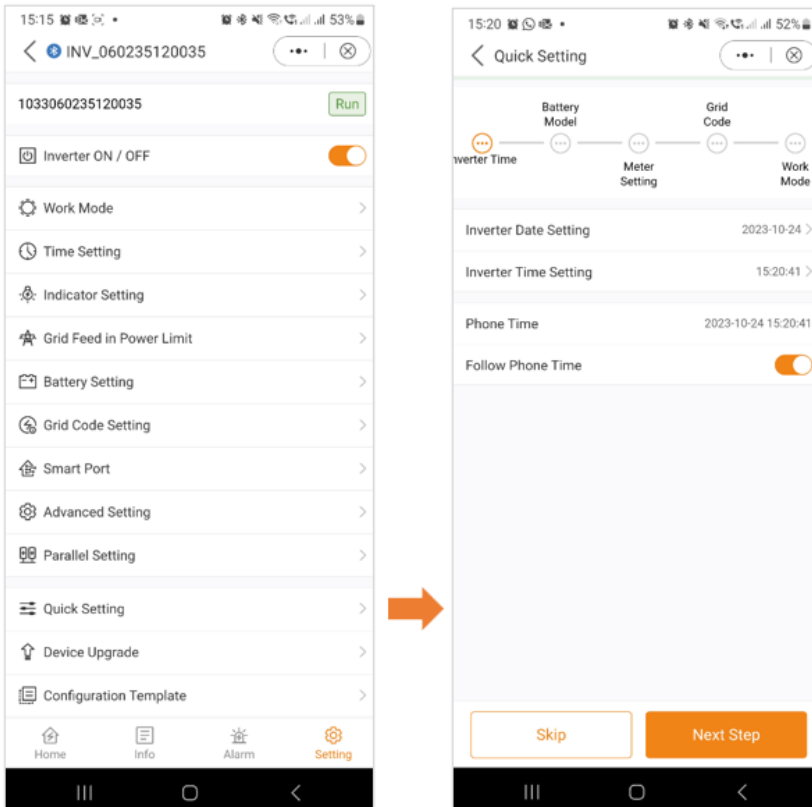 15:15
53%
INV_060235120035
1033060235120035
Run
Inverter ON / OFF
Work Mode
Time Setting
Indicator Setting
Grid Feed in Power Limit
Battery Setting
Grid Code Setting
Smart Port
Advanced Setting
Parallel Setting
Quick Setting
Device Upgrade
Configuration Template
Home Info Alarm Setting
15:20
52%
Quick Setting
Battery Model
Grid Code
nverter Time
Meter Setting
Work Mode
Inverter Date Setting 2023-10-24
Inverter Time Setting 15:20:41
Phone Time 2023-10-24 15:20:41
Follow Phone Time
Skip Next Step